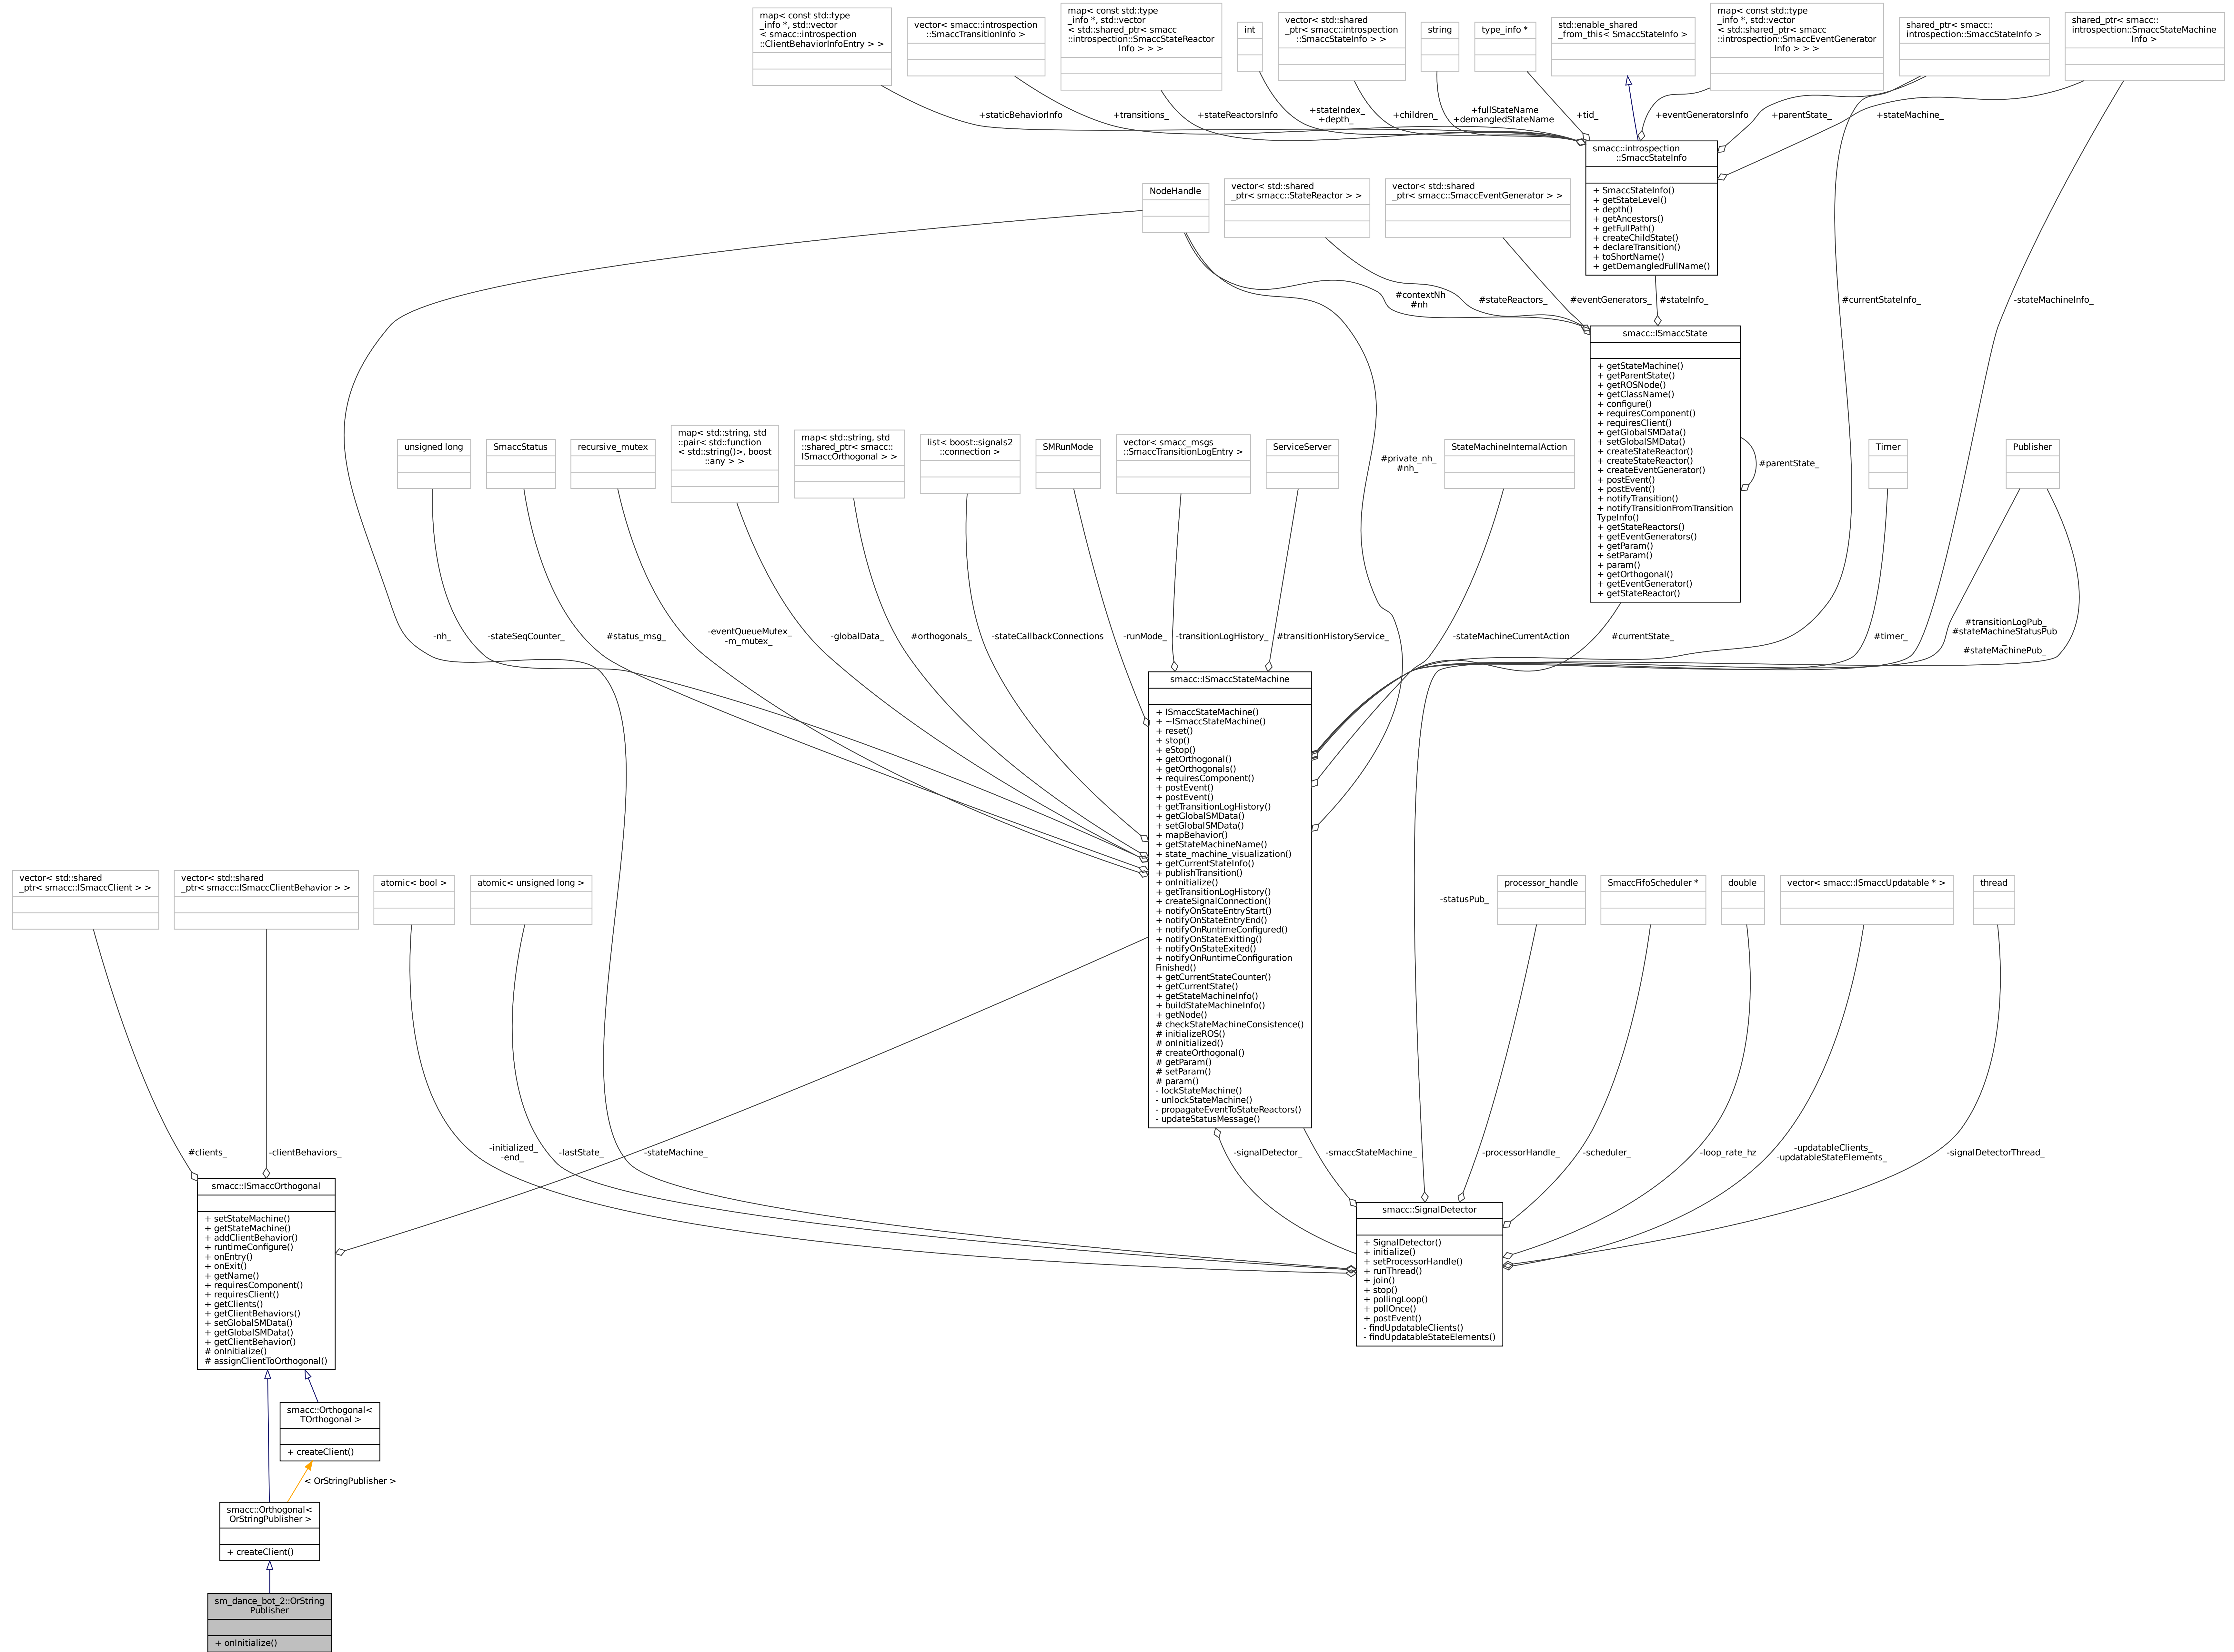 map< const std::type
_info *, std::vector
< smacc::introspection
::ClientBehaviorInfoEntry > >
vector< smacc::introspection
::SmaccTransitionInfo >
map< const std::type
_info *, std::vector
< std::shared_ptr< smacc
::introspection::SmaccStateReactor
Info > > >
int
vector< std::shared
_ptr< smacc::introspection
::SmaccStateInfo > >
string
type_info *
std::enable_shared
_from_this< SmaccStateInfo >
map< const std::type
_info *, std::vector
< std::shared_ptr< smacc
::introspection::SmaccEventGenerator
Info > > >
shared_ptr< smacc::
introspection::SmaccStateInfo >
shared_ptr< smacc::
introspection::SmaccStateMachine
Info >
+staticBehaviorInfo
+transitions_
+stateReactorsInfo
+stateIndex_
+depth_
+children_
+fullStateName
+demangledStateName
+tid_
+eventGeneratorsInfo
+parentState_
+stateMachine_
smacc::introspection
::SmaccStateInfo
+ SmaccStateInfo()
+ getStateLevel()
+ depth()
+ getAncestors()
+ getFullPath()
+ createChildState()
+ declareTransition()
+ toShortName()
+ getDemangledFullName()
NodeHandle
vector< std::shared
_ptr< smacc::StateReactor > >
vector< std::shared
_ptr< smacc::SmaccEventGenerator > >
#contextNh
#nh
#stateReactors_
#eventGenerators_
#stateInfo_
#currentStateInfo_
-stateMachineInfo_
smacc::ISmaccState
+ getStateMachine()
+ getParentState()
+ getROSNode()
+ getClassName()
+ configure()
+ requiresComponent()
+ requiresClient()
+ getGlobalSMData()
+ setGlobalSMData()
+ createStateReactor()
+ createStateReactor()
+ createEventGenerator()
+ postEvent()
+ postEvent()
+ notifyTransition()
+ notifyTransitionFromTransition
TypeInfo()
+ getStateReactors()
+ getEventGenerators()
+ getParam()
+ setParam()
+ param()
+ getOrthogonal()
+ getEventGenerator()
+ getStateReactor()
#parentState_
unsigned long
SmaccStatus
recursive_mutex
map< std::string, std
::pair< std::function
< std::string()>, boost
::any > >
map< std::string, std
::shared_ptr< smacc::
ISmaccOrthogonal > >
list< boost::signals2
::connection >
SMRunMode
vector< smacc_msgs
::SmaccTransitionLogEntry >
ServiceServer
#private_nh_
#nh_
StateMachineInternalAction
Timer
Publisher
-nh_
-stateSeqCounter_
#status_msg_
-eventQueueMutex_
-m_mutex_
-globalData_
#orthogonals_
-stateCallbackConnections
-runMode_
-transitionLogHistory_
#transitionHistoryService_
-stateMachineCurrentAction
#currentState_
#timer_
#transitionLogPub_
#stateMachineStatusPub
_
#stateMachinePub_
smacc::ISmaccStateMachine
+ ISmaccStateMachine()
+ ~ISmaccStateMachine()
+ reset()
+ stop()
+ eStop()
+ getOrthogonal()
+ getOrthogonals()
+ requiresComponent()
+ postEvent()
+ postEvent()
+ getTransitionLogHistory()
+ getGlobalSMData()
+ setGlobalSMData()
+ mapBehavior()
+ getStateMachineName()
+ state_machine_visualization()
+ getCurrentStateInfo()
+ publishTransition()
+ onInitialize()
+ getTransitionLogHistory()
+ createSignalConnection()
+ notifyOnStateEntryStart()
+ notifyOnStateEntryEnd()
+ notifyOnRuntimeConfigured()
+ notifyOnStateExitting()
+ notifyOnStateExited()
+ notifyOnRuntimeConfiguration
Finished()
+ getCurrentStateCounter()
+ getCurrentState()
+ getStateMachineInfo()
+ buildStateMachineInfo()
+ getNode()
# checkStateMachineConsistence()
# initializeROS()
# onInitialized()
# createOrthogonal()
# getParam()
# setParam()
# param()
- lockStateMachine()
- unlockStateMachine()
- propagateEventToStateReactors()
- updateStatusMessage()
vector< std::shared
_ptr< smacc::ISmaccClient > >
vector< std::shared
_ptr< smacc::ISmaccClientBehavior > >
atomic< bool >
atomic< unsigned long >
-statusPub_
processor_handle
SmaccFifoScheduler *
double
vector< smacc::ISmaccUpdatable * >
thread
#clients_
-clientBehaviors_
-initialized_
-end_
-lastState_
-stateMachine_
-signalDetector_
-smaccStateMachine_
-processorHandle_
-scheduler_
-loop_rate_hz
-updatableClients_
-updatableStateElements_
-signalDetectorThread_
smacc::ISmaccOrthogonal
+ setStateMachine()
+ getStateMachine()
+ addClientBehavior()
+ runtimeConfigure()
+ onEntry()
+ onExit()
+ getName()
+ requiresComponent()
+ requiresClient()
+ getClients()
+ getClientBehaviors()
+ setGlobalSMData()
+ getGlobalSMData()
+ getClientBehavior()
# onInitialize()
# assignClientToOrthogonal()
smacc::SignalDetector
+ SignalDetector()
+ initialize()
+ setProcessorHandle()
+ runThread()
+ join()
+ stop()
+ pollingLoop()
+ pollOnce()
+ postEvent()
- findUpdatableClients()
- findUpdatableStateElements()
smacc::Orthogonal<
TOrthogonal >
+ createClient()
< OrStringPublisher >
smacc::Orthogonal<
OrStringPublisher >
+ createClient()
sm_dance_bot_2::OrString
Publisher
+ onInitialize()